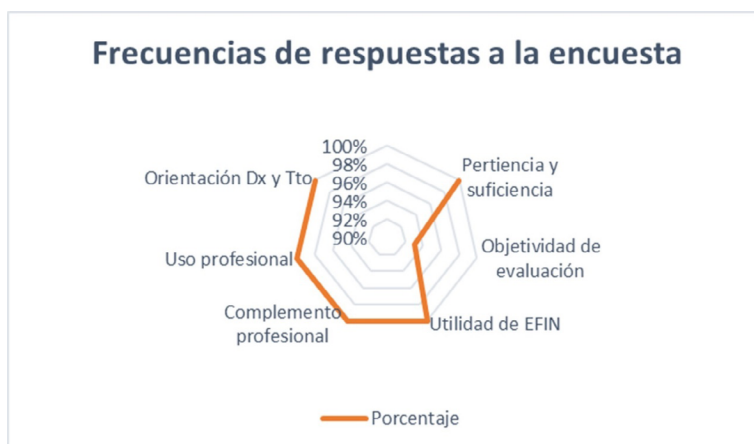 Frecuencias de respuestas a la encuesta
100%
98%
96%
94%
92%
90%
Pertiencia y
suficiencia
Objetividad de
evaluación
Utilidad de EFIN
Complemento
profesional
Uso profesional
Orientación Dx y Tto
Porcentaje